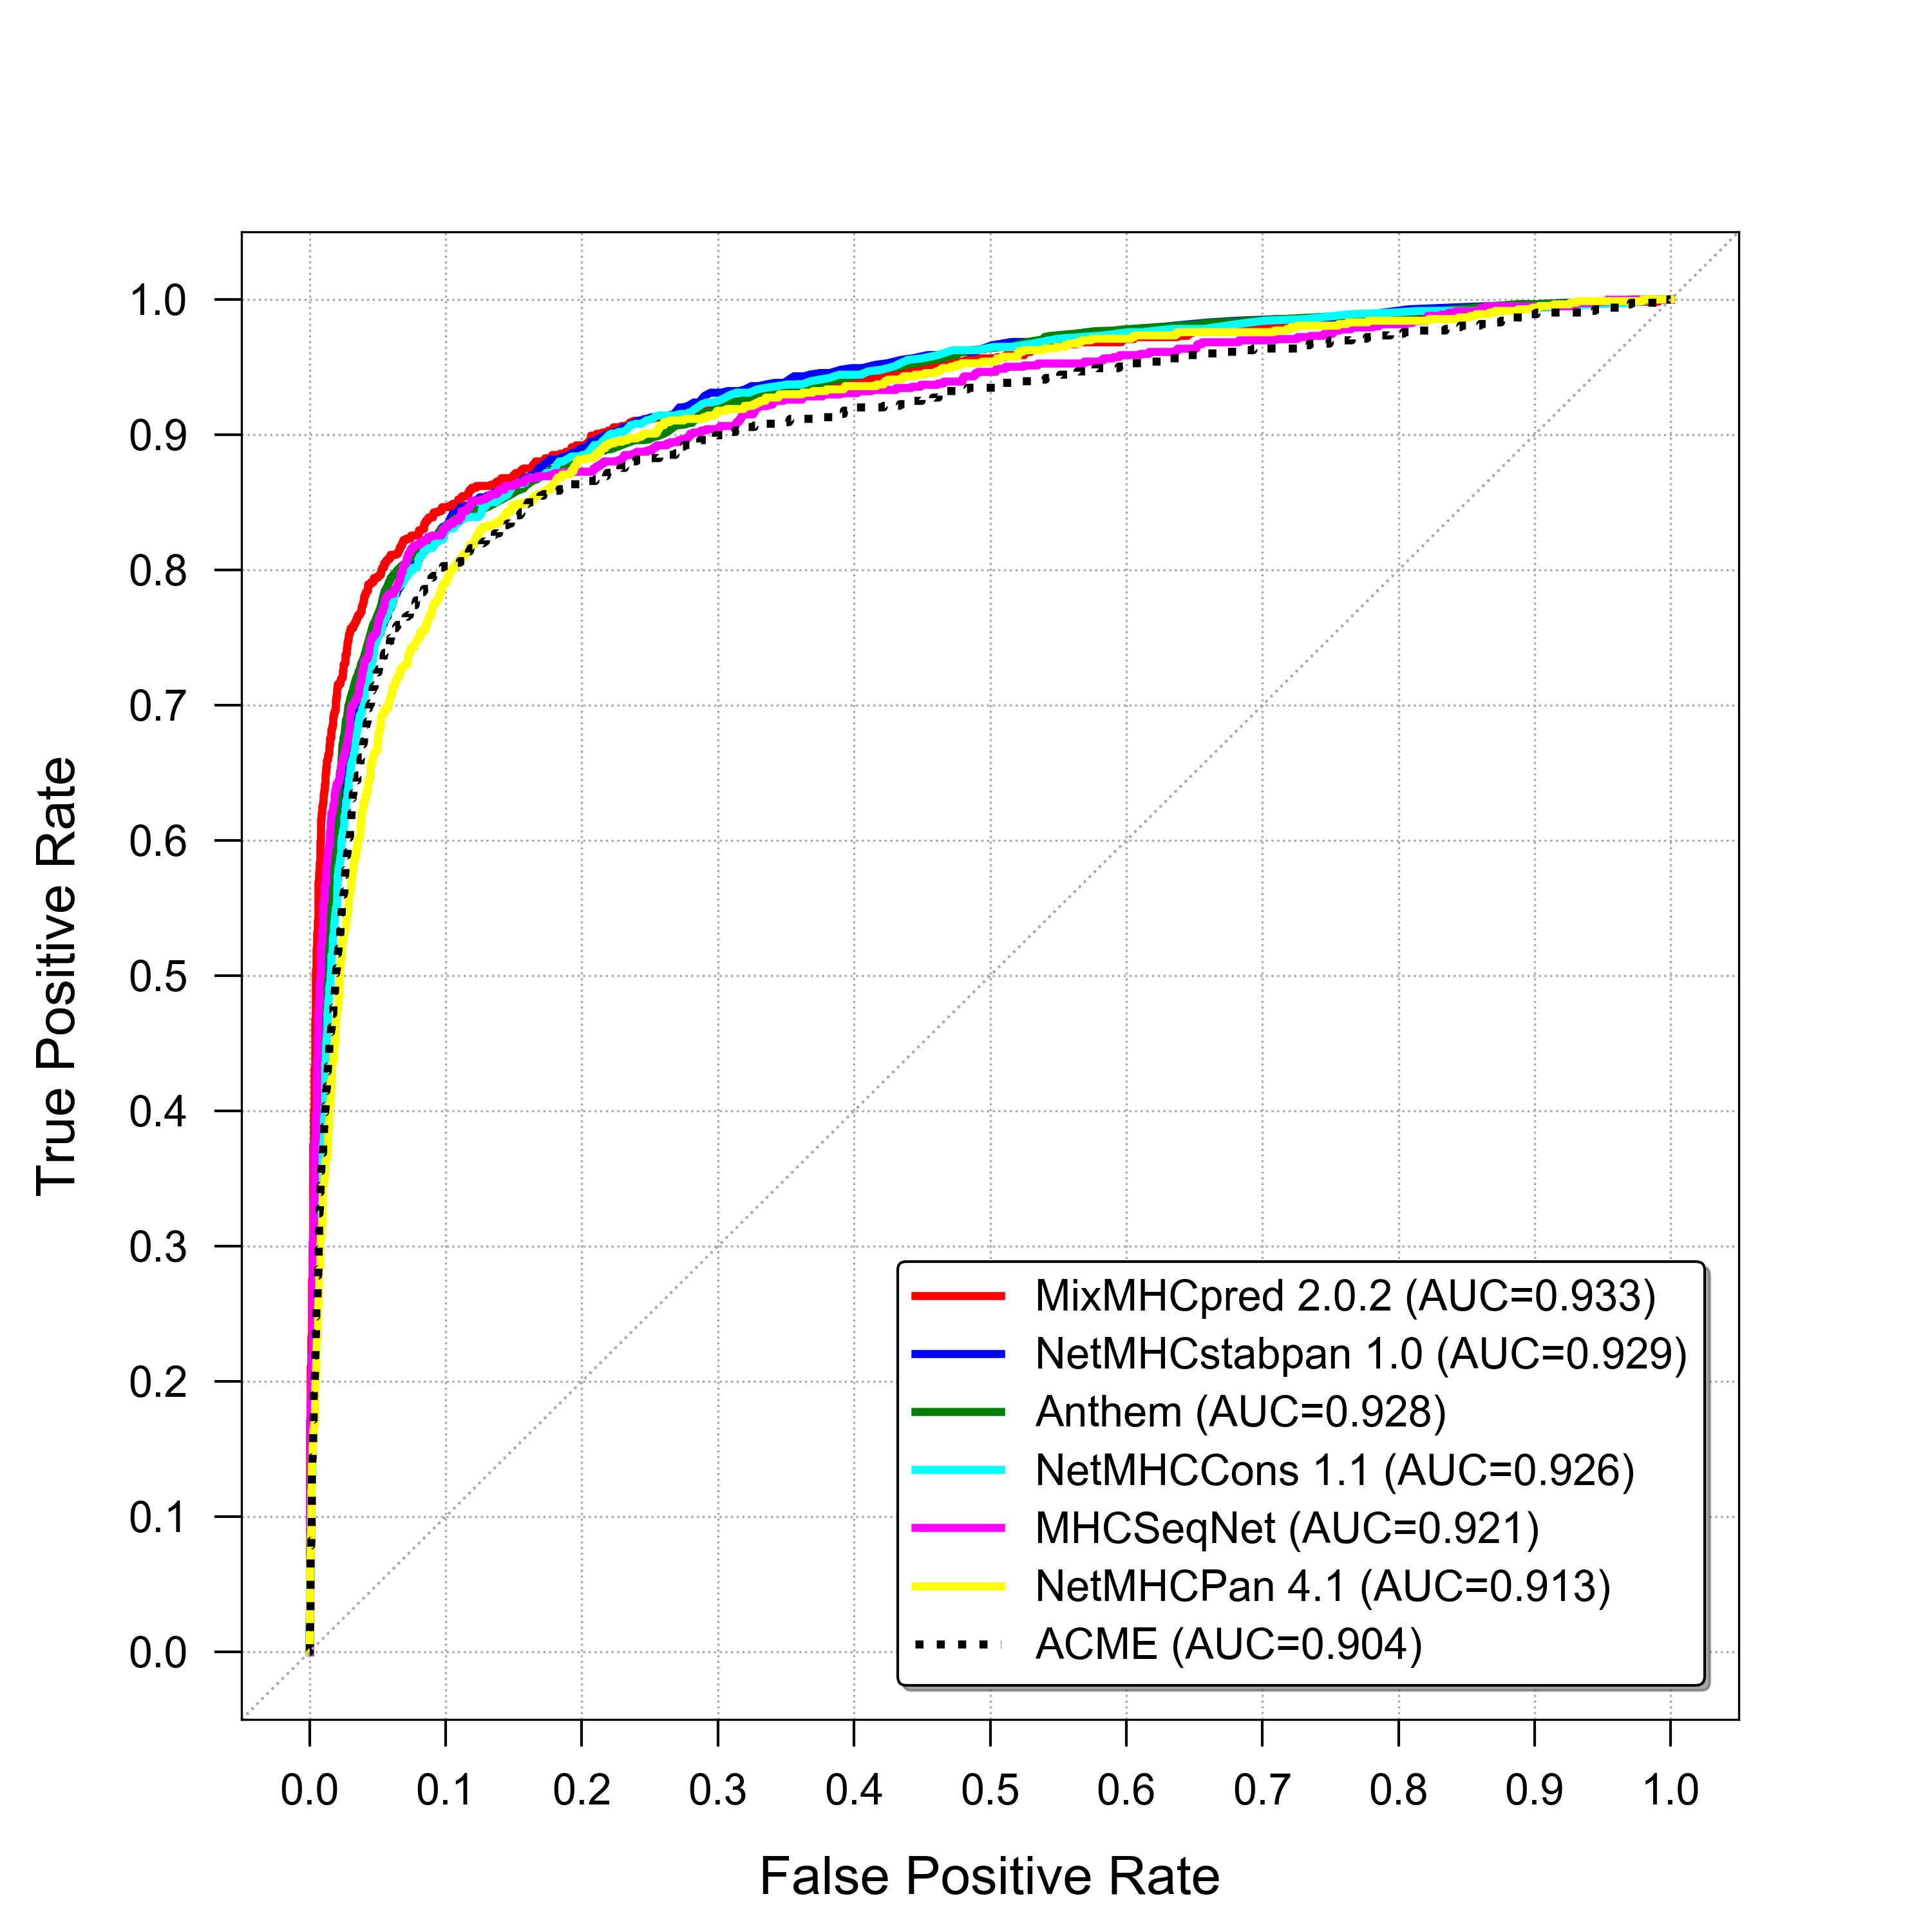 1.0
0.9
0.8
0.7
0.6
0.5
0.4
0.3
0.2
0.1
0.0
True Positive Rate
MixMHCpred 2.0.2 (AUC=0.933)
NetMHCstabpan 1.0 (AUC=0.929)
Anthem (AUC=0.928)
NetMHCCons 1.1 (AUC=0.926)
MHCSeqNet (AUC=0.921)
NetMHCPan 4.1 (AUC=0.913)
ACME (AUC=0.904)
0.0 0.1 0.2 0.3 0.4 0.5 0.6 0.7 0.8 0.9 1.0
False Positive Rate